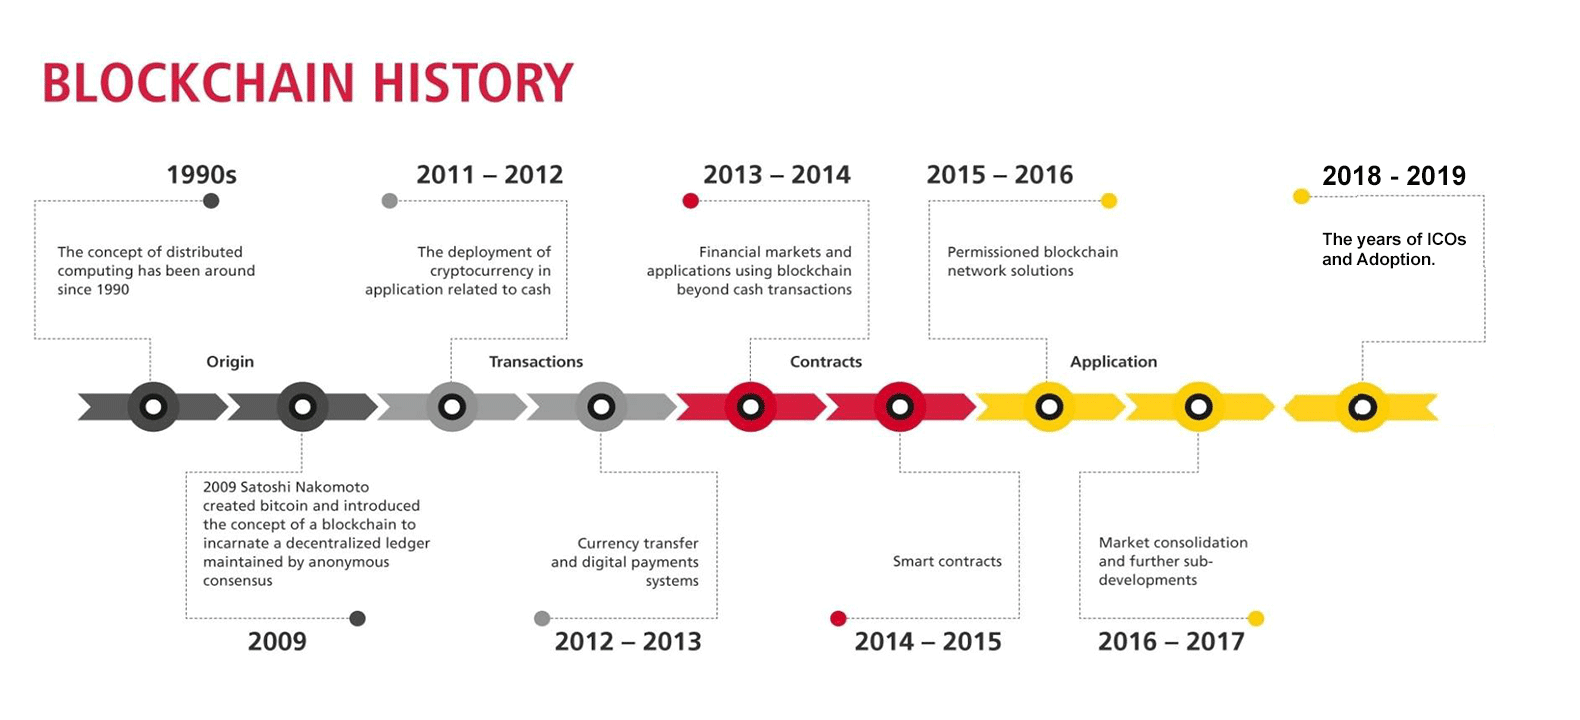 BLOCKCHAIN HISTORY
1990s
The concept of distributed
computing has been around
since 1990
2011 – 2012
The deployment of
cryptocurrency in
application related to cash
2013 – 2014
Financial markets and
applications using blockchain
beyond cash transactions
2015 – 2016
Permissioned blockchain
network solutions
2018 - 2019
The years of ICOs
and Adoption.
Origin
Transactions
Contracts
Application
2009 Satoshi Nakomoto
created bitcoin and introduced
the concept of a blockchain to
incarnate a decentralized ledger
maintained by anonymous
consensus
2009
Currency transfer
and digital payments
systems
2012 – 2013
Smart contracts
2014 – 2015
Market consolidation
and further sub-
developments
2016 – 2017